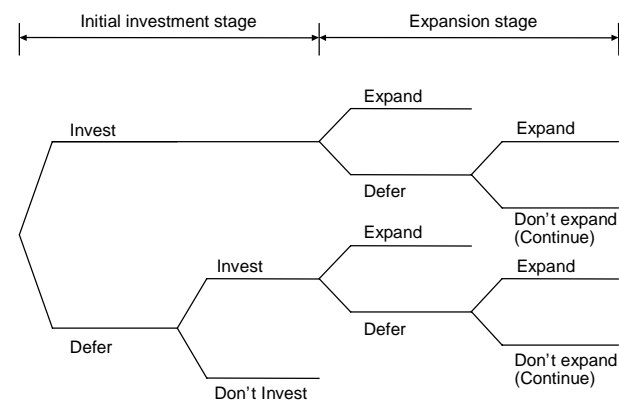 Initial investment stage
Expansion stage
Expand
Invest
Expand
Defer
Don't expand
(Continue)
Expand
Invest
Expand
Defer
Defer
Don't expand
(Continue)
Don't Invest